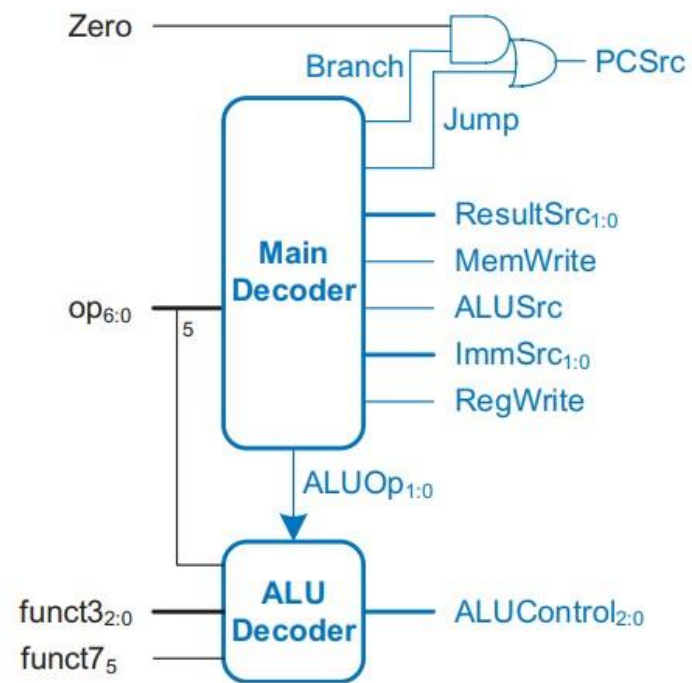 Zero
Branch
PCSrc
Jump
Main
Decoder
ResultSrc1:0
MemWrite
ALUSrc
ImmSrc1:0
RegWrite
op6:0
5
ALUOp1:0
ALU
Decoder
funct32:0
funct75
ALUControl2:0